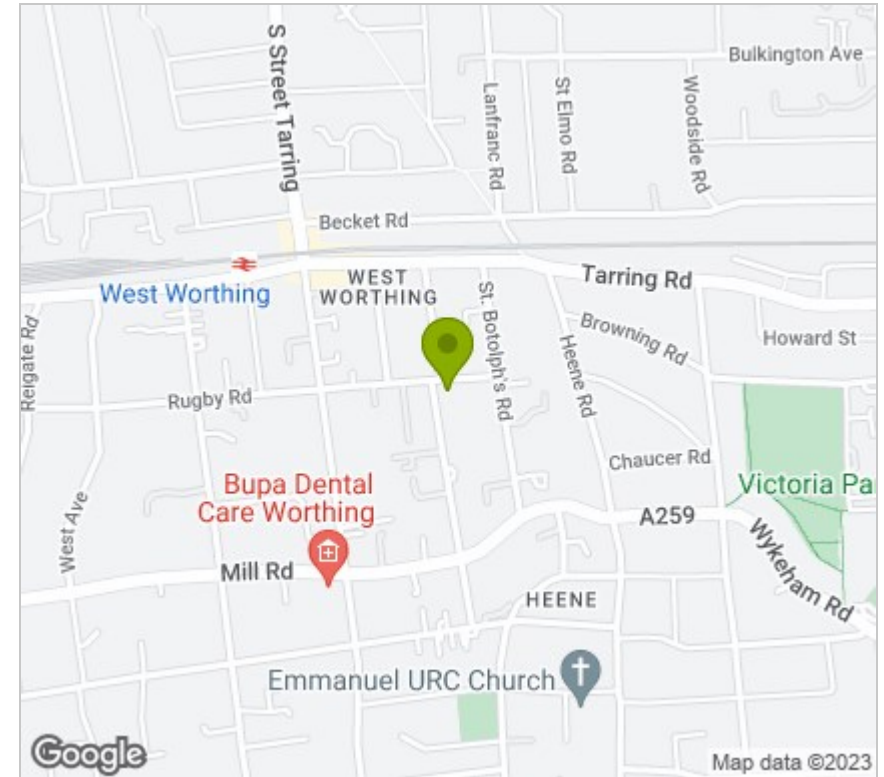 S Street Tarring
Bulkington Ave
Lanfranc Rd
St Elmo Rd
Woodside Rd
Becket Rd
West Worthing
WEST
WORTHING
Tarring Rd
Reigate Rd
St. Botolph's Rd
Browning Rd
Howard St
Heene Rd
Rugby Rd
Chaucer Rd
Bupa Dental
Care Worthing
Victoria Pa
West Ave
A259
Wykeham Rd
Mill Rd
HEENE
Emmanuel URC Church
Google
Map data ©2023